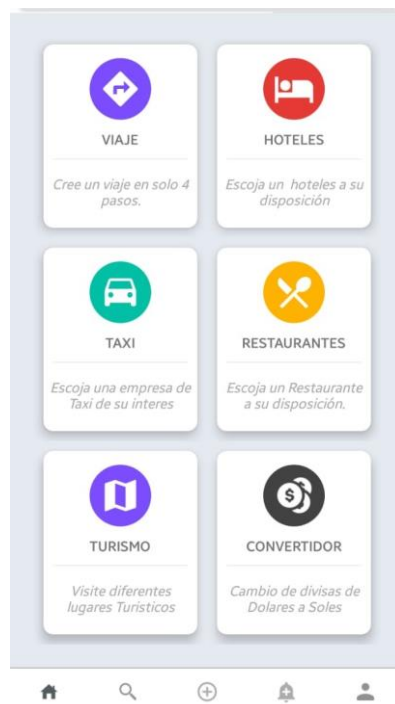 VIAJE
Cree un viaje en solo 4
pasos.
HOTELES
Escoja un hoteles a su
disposición
TAXI
Escoja una empresa de
Taxi de su interes
RESTAURANTES
Escoja un Restaurante
a su disposición.
TURISMO
Visite diferentes
lugares Turísticos
CONVERTIDOR
Cambio de divisas de
Dolares a Soles